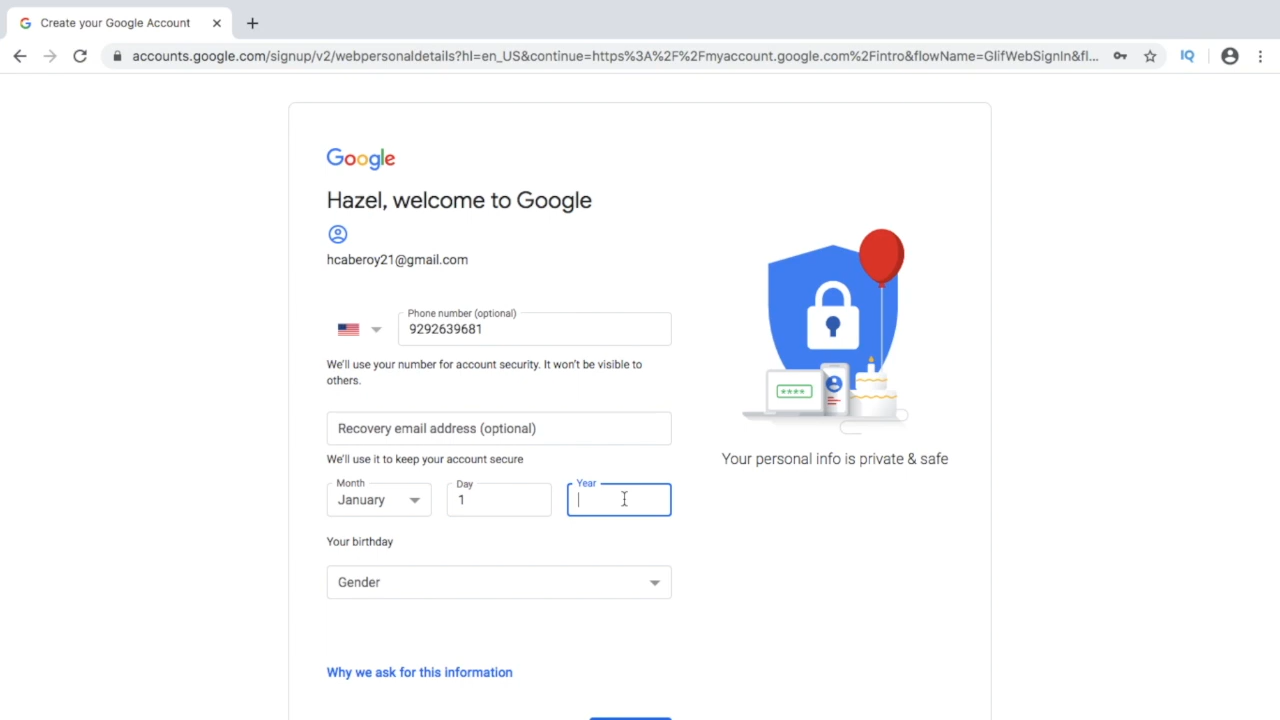 Create your Google Account
accounts.google.com/signup/v2/webpersonaldetails?hl=en_US&continue=https%3A%2F%2Fmyaccount.google.com%2Fintro&flowName=GlifWebSignIn&fl...
IQ
Google
Hazel, welcome to Google
hcaberoy21@gmail.com
Phone number (optional)
9292639681
We'll use your number for account security. It won't be visible to
others.
Recovery email address (optional)
We'll use it to keep your account secure
Month Day Year
January 1
Your birthday
Gender
Why we ask for this information
****
Your personal info is private & safe